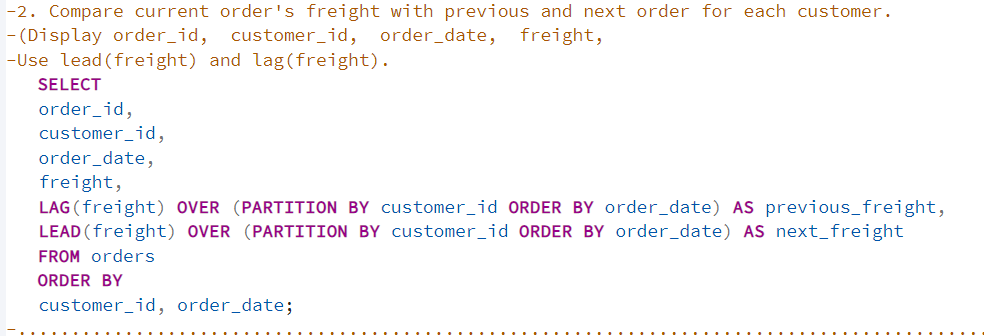 -2. Compare current order's freight with previous and next order for each customer.
-(Display order_id,  customer_id,  order_date,  freight,
-Use lead(freight) and lag(freight).
SELECT
order_id,
customer_id,
order_date,
freight,
LAG(freight) OVER (PARTITION BY customer_id ORDER BY order_date) AS previous_freight,
LEAD(freight) OVER (PARTITION BY customer_id ORDER BY order_date) AS next_freight
FROM orders
ORDER BY
customer_id, order_date;
-...........................................................................................